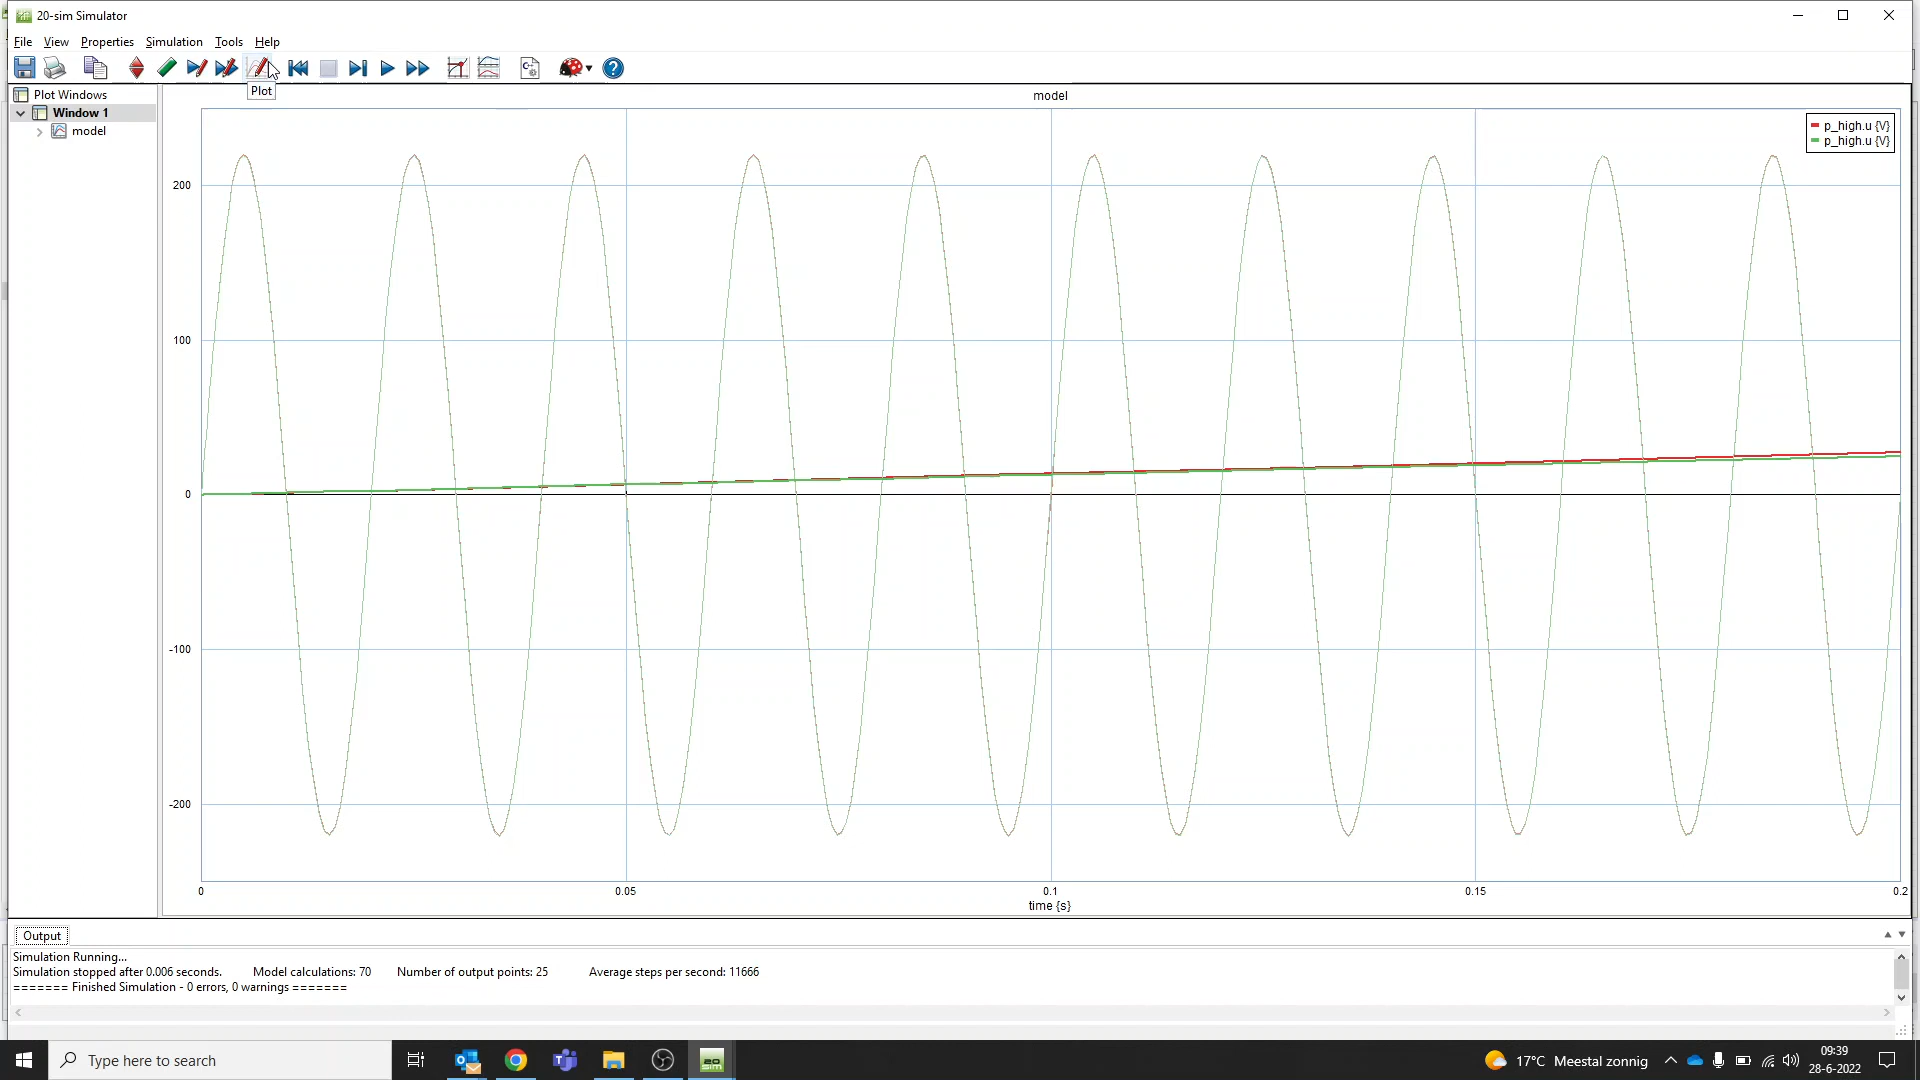 20-sim Simulator
File View Properties Simulation Tools Help
Plot
Plot Windows
Window 1
model
model
p_high.u {V}
p_high.u {V}
200
100
0
-100
-200
0 0.05 0.1 0.15 0.2
time {s}
Output
Simulation Running...
Simulation stopped after 0.006 seconds. Model calculations: 70 Number of output points: 25 Average steps per second: 11666
======= Finished Simulation - 0 errors, 0 warnings =======
Type here to search
20
sim
17°C Meestal zonnig
09:39
28-6-2022